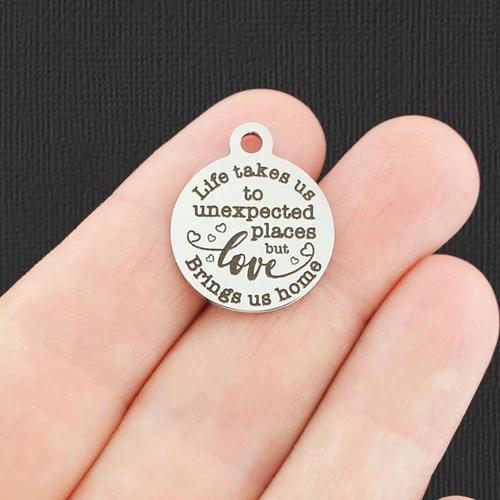 Life takes us
to
unexpected
places
but
love
Brings us home